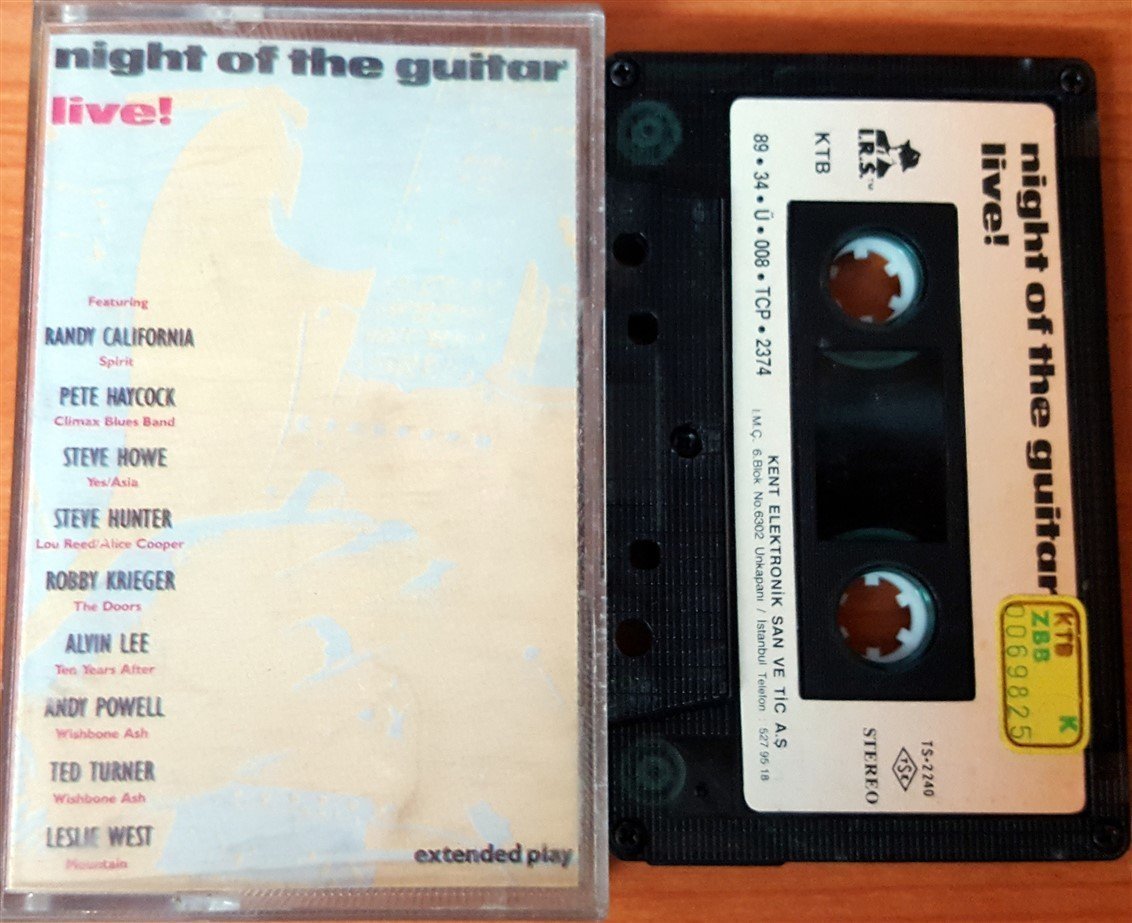 night of the guitar
live!
Featuring
RANDY CALIFORNIA
Spirit
PETE HAYCOCK
Climax Blues Band
STEVE HOWE
Yes/Asia
STEVE HUNTER
Lou Reed/Alice Cooper
ROBBY KRIEGER
The Doors
ALVIN LEE
Ten Years After
ANDY POWELL
Wishbone Ash
TED TURNER
Wishbone Ash
LESLIE WEST
Mountain
extended play
night of the guitar
live!
I.R.S.™
KTB
89 • 34 • Ü • 008 • TCP • 2374
KENT ELEKTRONİK SAN VE TİC A.Ş
İ.M.Ç. 6.Blok No.6302 Unkapanı / İstanbul Telefon : 527 95 18
TS•2240
TSE
STEREO
KTB
ZBB K
0069825